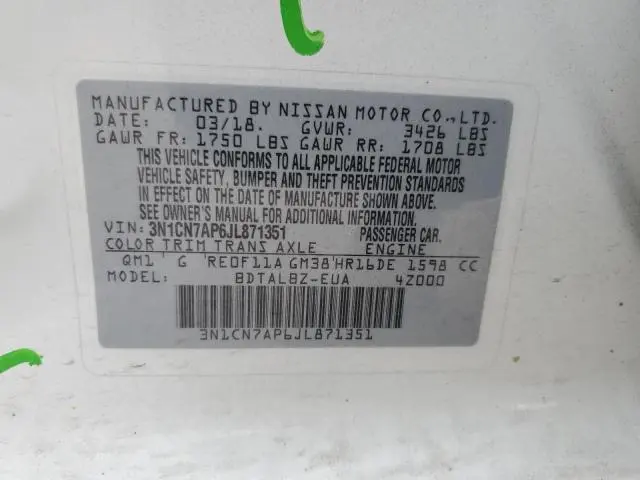 MANUFACTURED BY NISSAN MOTOR CO.,LTD.
DATE: 03/18. GVWR: 3426 LBS
GAWR FR: 1750 LBS GAWR RR: 1708 LBS
THIS VEHICLE CONFORMS TO ALL APPLICABLE FEDERAL MOTOR
VEHICLE SAFETY, BUMPER AND THEFT PREVENTION STANDARDS
IN EFFECT ON THE DATE OF MANUFACTURE SHOWN ABOVE.
SEE OWNER'S MANUAL FOR ADDITIONAL INFORMATION.
VIN: 3N1CN7AP6JL871351 PASSENGER CAR.
COLOR TRIM TRANS AXLE ENGINE
QM1 G RE0F11A GM38 HR16DE 1598 CC
MODEL: BDTALBZ-EUA 4Z000
3N1CN7AP6JL871351